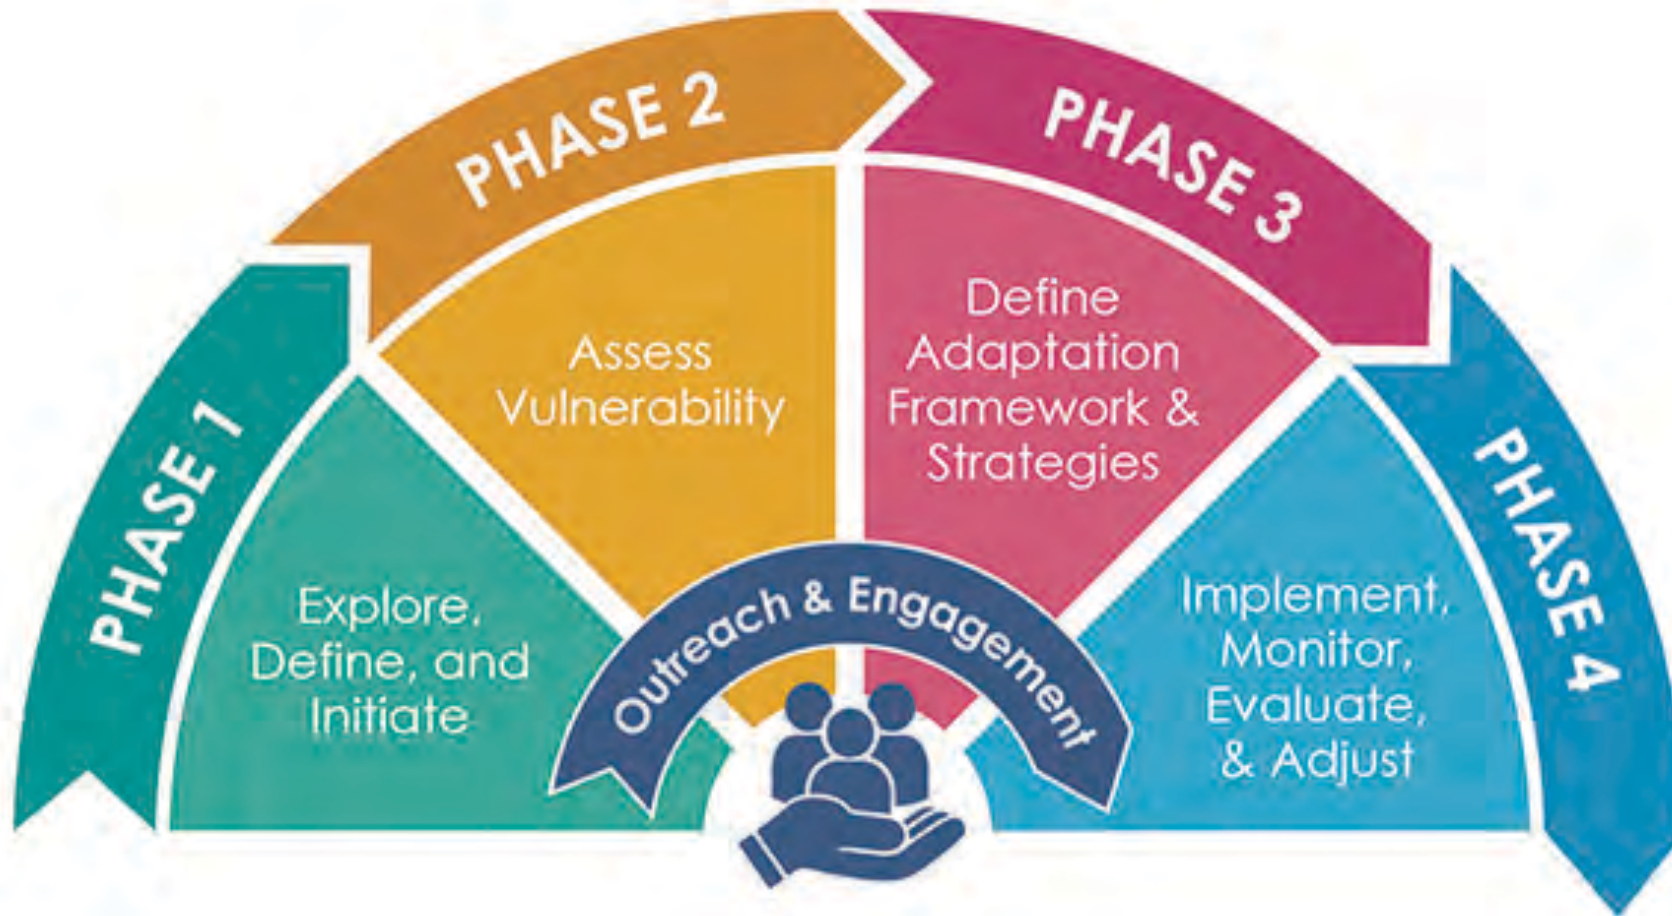 PHASE 1
Explore,
Define, and
Initiate
PHASE 2
Assess
Vulnerability
PHASE 3
Define
Adaptation
Framework &
Strategies
PHASE 4
Implement,
Monitor,
Evaluate,
& Adjust
Outreach & Engagement